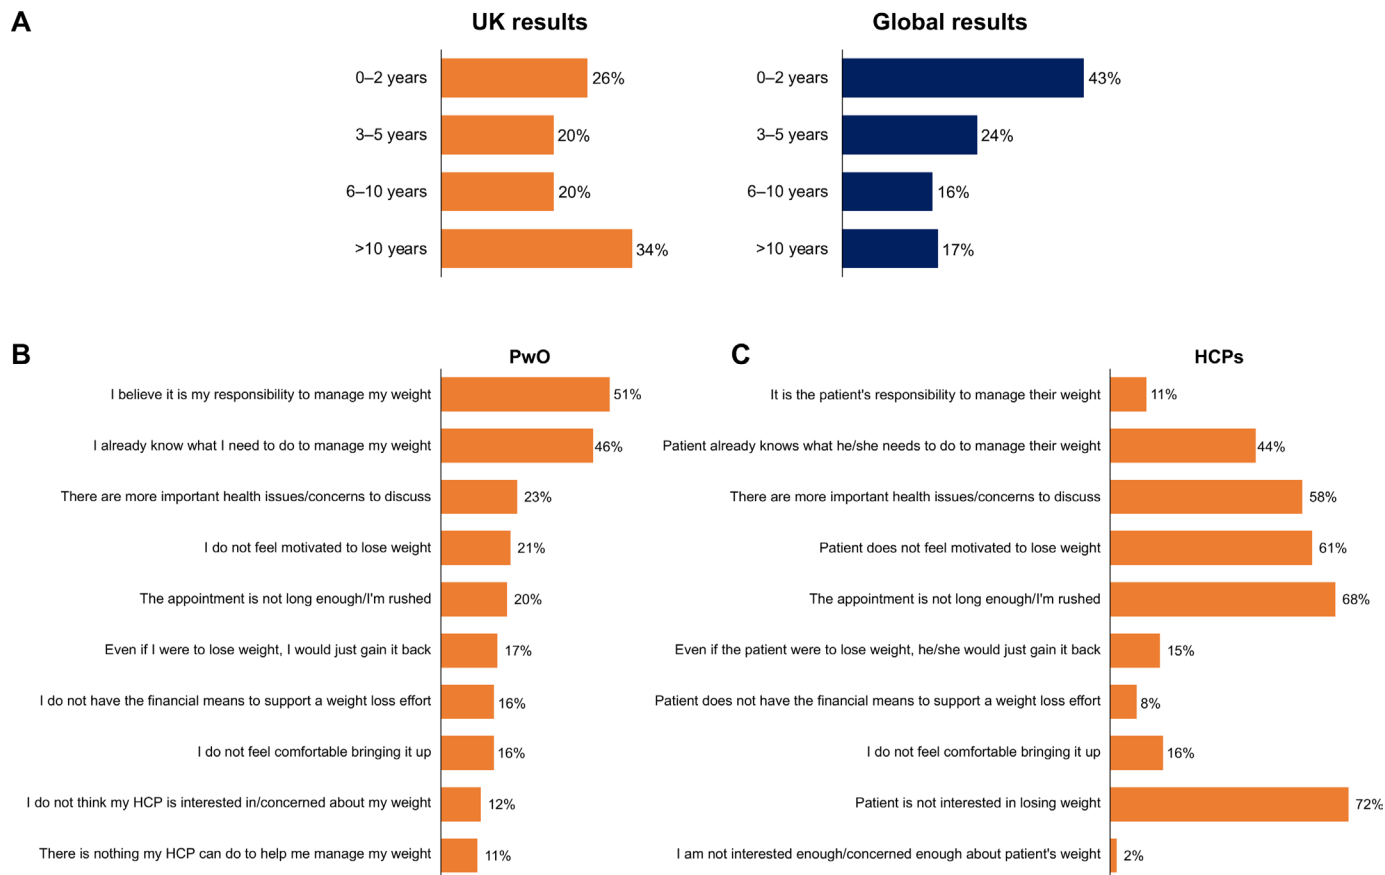 A
UK results
0–2 years
26%
3–5 years
20%
6–10 years
20%
>10 years
34%
Global results
0–2 years
43%
3–5 years
24%
6–10 years
16%
>10 years
17%
B
PwO
I believe it is my responsibility to manage my weight
51%
I already know what I need to do to manage my weight
46%
There are more important health issues/concerns to discuss
23%
I do not feel motivated to lose weight
21%
The appointment is not long enough/I'm rushed
20%
Even if I were to lose weight, I would just gain it back
17%
I do not have the financial means to support a weight loss effort
16%
I do not feel comfortable bringing it up
16%
I do not think my HCP is interested in/concerned about my weight
12%
There is nothing my HCP can do to help me manage my weight
11%
C
HCPs
It is the patient's responsibility to manage their weight
11%
Patient already knows what he/she needs to do to manage their weight
44%
There are more important health issues/concerns to discuss
58%
Patient does not feel motivated to lose weight
61%
The appointment is not long enough/I'm rushed
68%
Even if the patient were to lose weight, he/she would just gain it back
15%
Patient does not have the financial means to support a weight loss effort
8%
I do not feel comfortable bringing it up
16%
Patient is not interested in losing weight
72%
I am not interested enough/concerned enough about patient's weight
2%